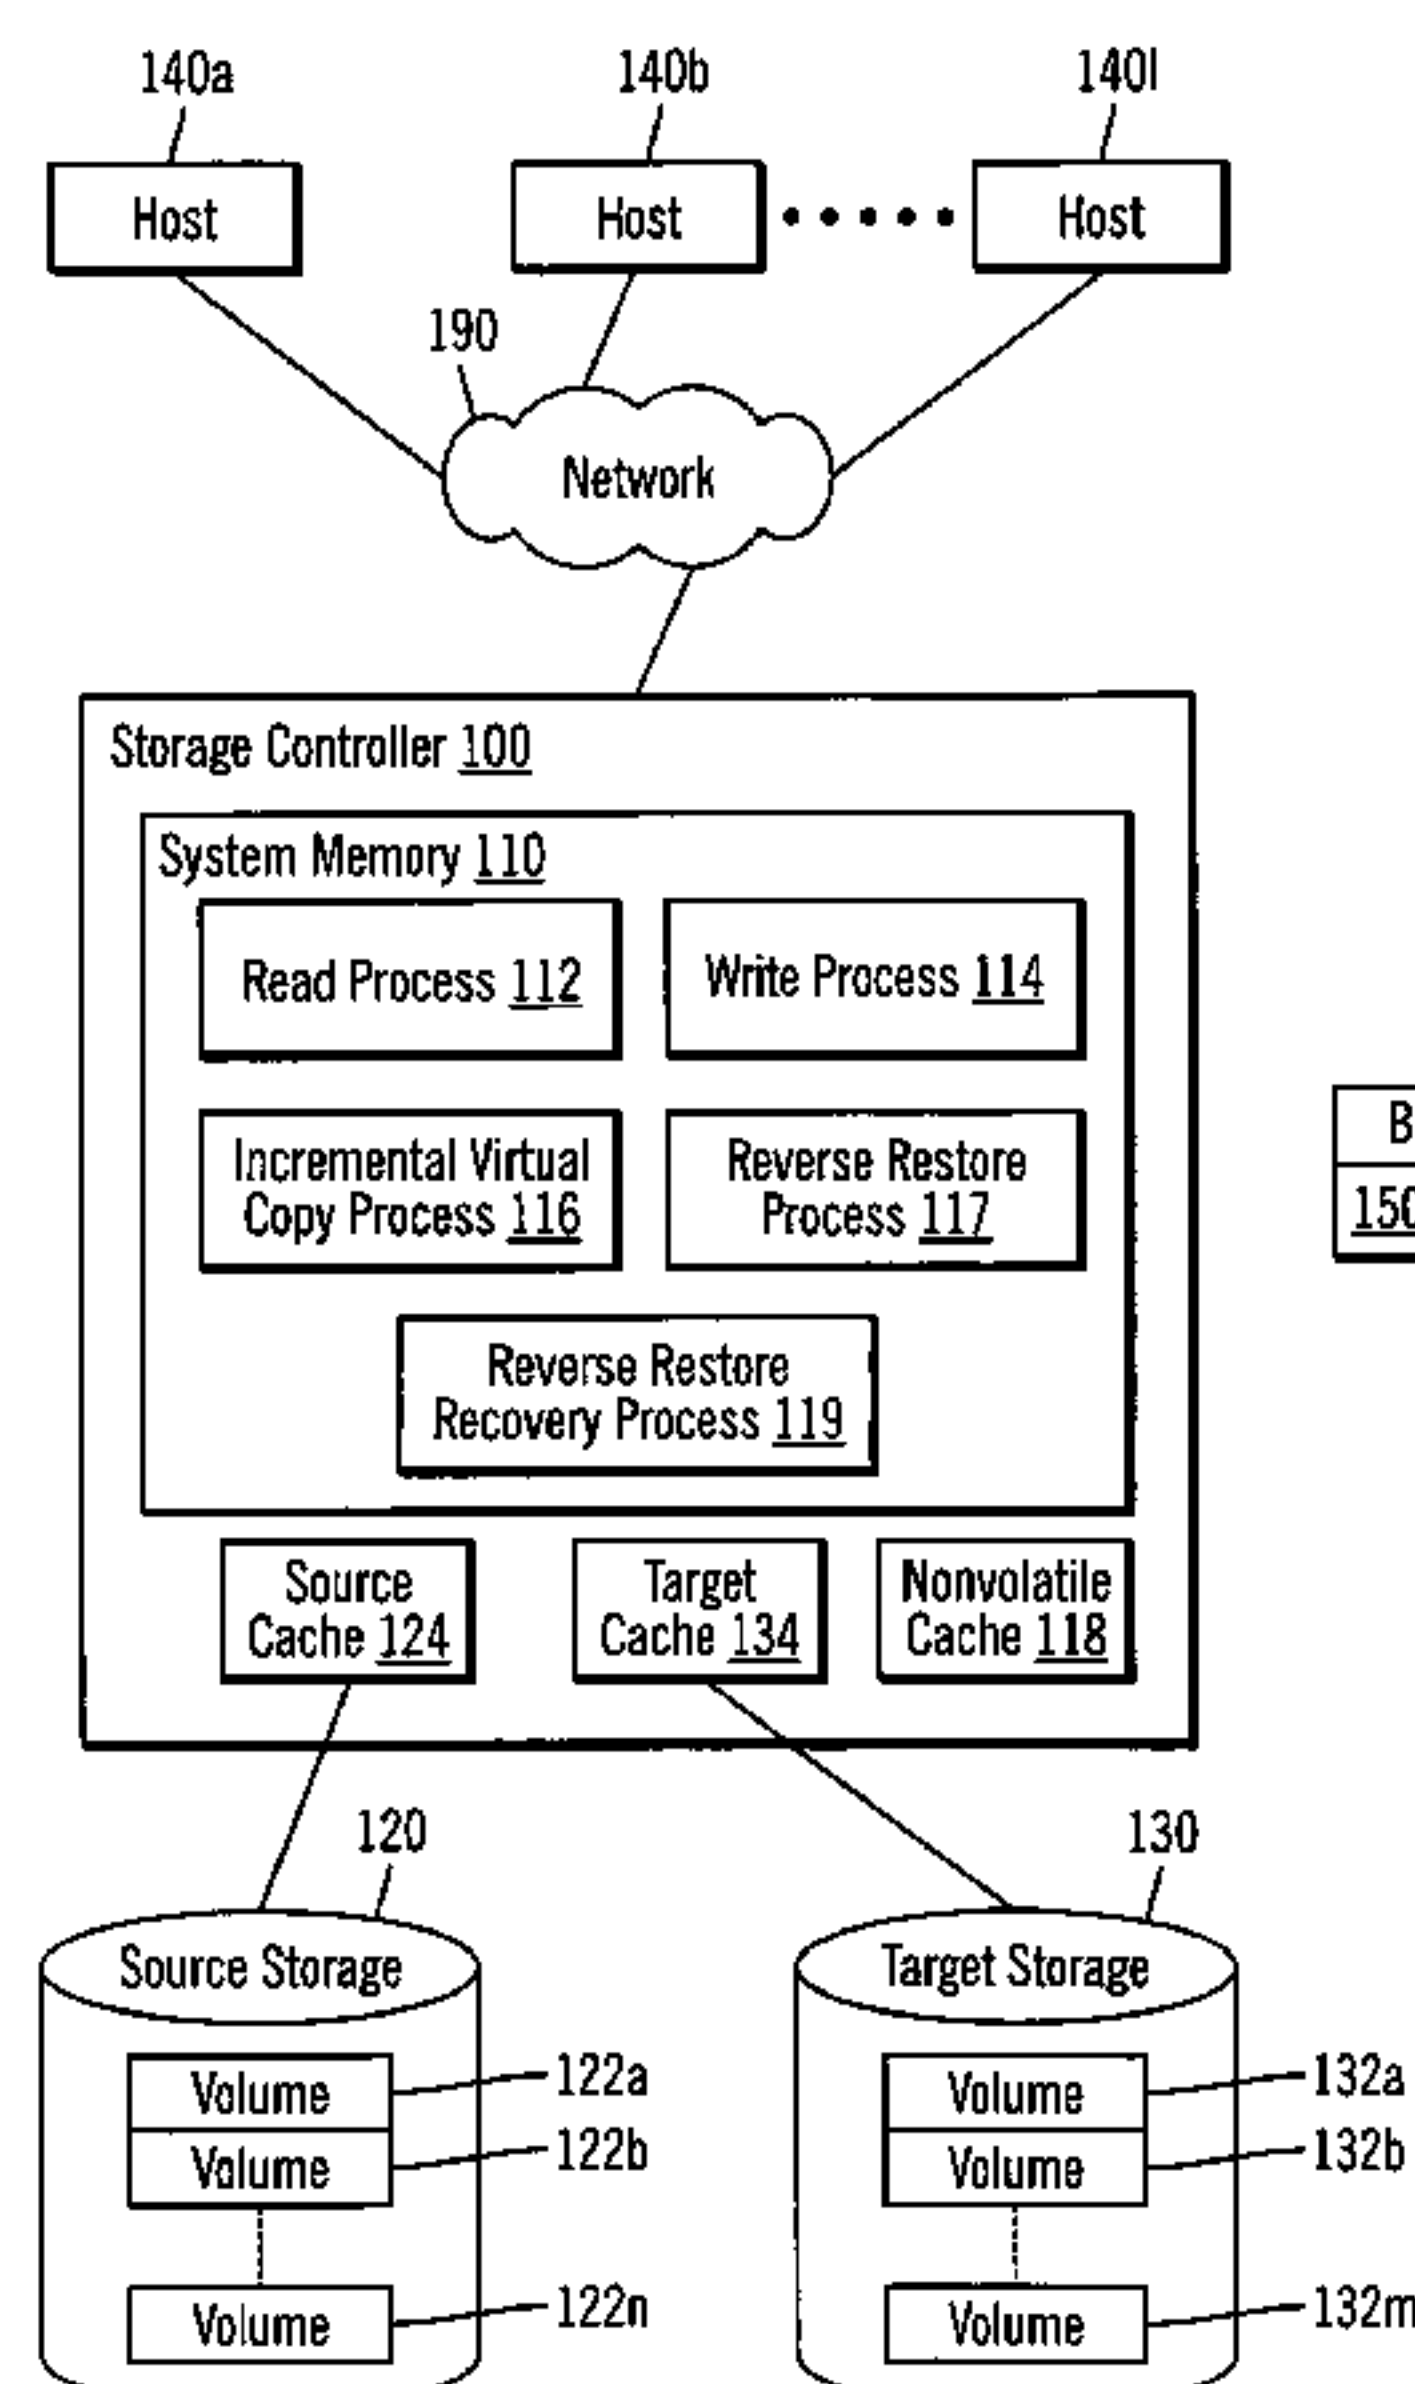 140a
140b
140l
Host
Host
Host
190
Network
Storage Controller 100
System Memory 110
Read Process 112
Write Process 114
Incremental Virtual
Copy Process 116
Reverse Restore
Process 117
B
150
Reverse Restore
Recovery Process 119
Source
Cache 124
Target
Cache 134
Nonvolatile
Cache 118
120
130
Source Storage
Target Storage
Volume
122a
Volume
122b
Volume
122n
Volume
132a
Volume
132b
Volume
132m